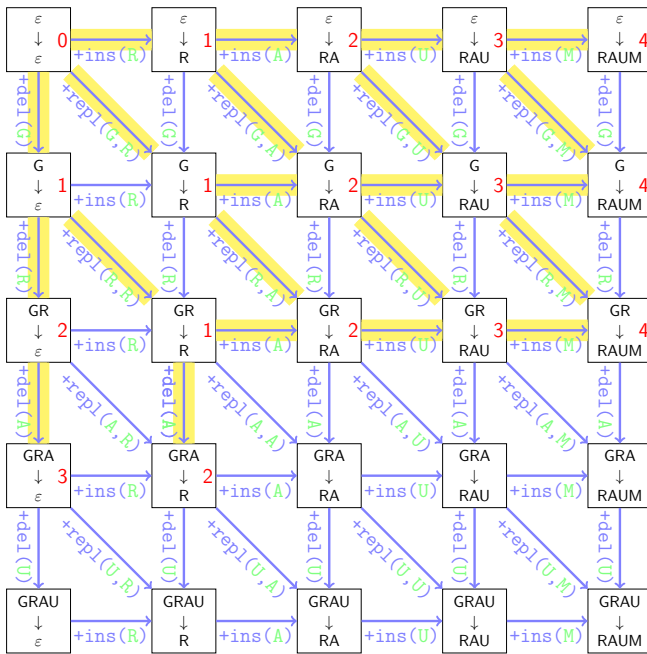 ε ε ε ε ε
↓ 0 ↓ 1 ↓ 2 ↓ 3 ↓ 4
ε +ins(R) R +ins(A) RA +ins(U) RAU +ins(M) RAUM
+del(G) +repl(G,R) +del(G) +repl(G,A) +del(G) +repl(G,U) +del(G) +repl(G,M) +del(G)
G G G G G
↓ 1 ↓ 1 ↓ 2 ↓ 3 ↓ 4
ε +ins(R) R +ins(A) RA +ins(U) RAU +ins(M) RAUM
+del(R) +repl(R,R) +del(R) +repl(R,A) +del(R) +repl(R,U) +del(R) +repl(R,M) +del(R)
GR GR GR GR GR
↓ 2 ↓ 1 ↓ 2 ↓ 3 ↓ 4
ε +ins(R) R +ins(A) RA +ins(U) RAU +ins(M) RAUM
+del(A) +repl(A,R) +del(A) +repl(A,A) +del(A) +repl(A,U) +del(A) +repl(A,M) +del(A)
GRA GRA GRA GRA GRA
↓ 3 ↓ 2 ↓ ↓ ↓
ε +ins(R) R +ins(A) RA +ins(U) RAU +ins(M) RAUM
+del(U) +repl(U,R) +del(U) +repl(U,A) +del(U) +repl(U,U) +del(U) +repl(U,M) +del(U)
GRAU GRAU GRAU GRAU GRAU
↓ ↓ ↓ ↓ ↓
ε +ins(R) R +ins(A) RA +ins(U) RAU +ins(M) RAUM